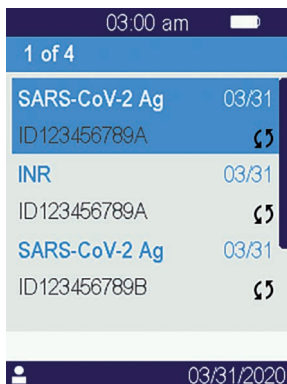 03:00 am
1 of 4
SARS-CoV-2 Ag 03/31
ID123456789A
INR 03/31
ID123456789A
SARS-CoV-2 Ag 03/31
ID123456789B
03/31/2020